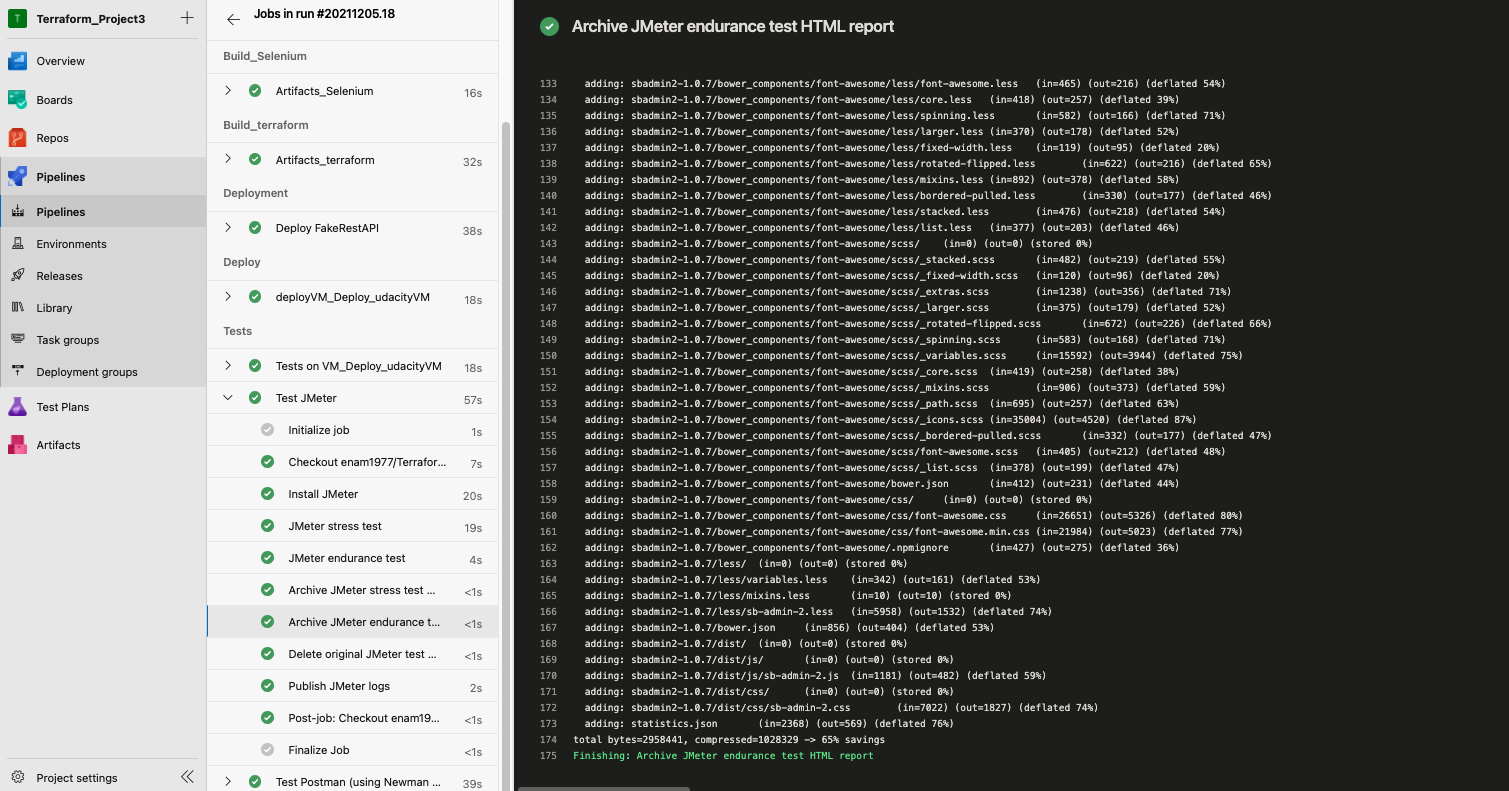 T Terraform_Project3
Overview
Boards
Repos
Pipelines
Pipelines
Environments
Releases
Library
Task groups
Deployment groups
Test Plans
Artifacts
Project settings
Jobs in run #20211205.18
Build_Selenium
Artifacts_Selenium 16s
Build_terraform
Artifacts_terraform 32s
Deployment
Deploy FakeRestAPI 38s
Deploy
deployVM_Deploy_udacityVM 18s
Tests
Tests on VM_Deploy_udacityVM 18s
Test JMeter 57s
Initialize job 1s
Checkout enam1977/Terrafor... 7s
Install JMeter 20s
JMeter stress test 19s
JMeter endurance test 4s
Archive JMeter stress test ... <1s
Archive JMeter endurance t... <1s
Delete original JMeter test ... <1s
Publish JMeter logs 2s
Post-job: Checkout enam19... <1s
Finalize Job <1s
Test Postman (using Newman ... 39s
Archive JMeter endurance test HTML report
133 adding: sbadmin2-1.0.7/bower_components/font-awesome/less/font-awesome.less (in=465) (out=216) (deflated 54%)
134 adding: sbadmin2-1.0.7/bower_components/font-awesome/less/core.less (in=418) (out=257) (deflated 39%)
135 adding: sbadmin2-1.0.7/bower_components/font-awesome/less/spinning.less (in=582) (out=166) (deflated 71%)
136 adding: sbadmin2-1.0.7/bower_components/font-awesome/less/larger.less (in=370) (out=178) (deflated 52%)
137 adding: sbadmin2-1.0.7/bower_components/font-awesome/less/fixed-width.less (in=119) (out=95) (deflated 20%)
138 adding: sbadmin2-1.0.7/bower_components/font-awesome/less/rotated-flipped.less (in=622) (out=216) (deflated 65%)
139 adding: sbadmin2-1.0.7/bower_components/font-awesome/less/mixins.less (in=892) (out=378) (deflated 58%)
140 adding: sbadmin2-1.0.7/bower_components/font-awesome/less/bordered-pulled.less (in=330) (out=177) (deflated 46%)
141 adding: sbadmin2-1.0.7/bower_components/font-awesome/less/stacked.less (in=476) (out=218) (deflated 54%)
142 adding: sbadmin2-1.0.7/bower_components/font-awesome/less/list.less (in=377) (out=203) (deflated 46%)
143 adding: sbadmin2-1.0.7/bower_components/font-awesome/scss/ (in=0) (out=0) (stored 0%)
144 adding: sbadmin2-1.0.7/bower_components/font-awesome/scss/_stacked.scss (in=482) (out=219) (deflated 55%)
145 adding: sbadmin2-1.0.7/bower_components/font-awesome/scss/_fixed-width.scss (in=120) (out=96) (deflated 20%)
146 adding: sbadmin2-1.0.7/bower_components/font-awesome/scss/_extras.scss (in=1238) (out=356) (deflated 71%)
147 adding: sbadmin2-1.0.7/bower_components/font-awesome/scss/_larger.scss (in=375) (out=179) (deflated 52%)
148 adding: sbadmin2-1.0.7/bower_components/font-awesome/scss/_rotated-flipped.scss (in=672) (out=226) (deflated 66%)
149 adding: sbadmin2-1.0.7/bower_components/font-awesome/scss/_spinning.scss (in=583) (out=168) (deflated 71%)
150 adding: sbadmin2-1.0.7/bower_components/font-awesome/scss/_variables.scss (in=15592) (out=3944) (deflated 75%)
151 adding: sbadmin2-1.0.7/bower_components/font-awesome/scss/_core.scss (in=419) (out=258) (deflated 38%)
152 adding: sbadmin2-1.0.7/bower_components/font-awesome/scss/_mixins.scss (in=906) (out=373) (deflated 59%)
153 adding: sbadmin2-1.0.7/bower_components/font-awesome/scss/_path.scss (in=695) (out=257) (deflated 63%)
154 adding: sbadmin2-1.0.7/bower_components/font-awesome/scss/_icons.scss (in=35004) (out=4520) (deflated 87%)
155 adding: sbadmin2-1.0.7/bower_components/font-awesome/scss/_bordered-pulled.scss (in=332) (out=177) (deflated 47%)
156 adding: sbadmin2-1.0.7/bower_components/font-awesome/scss/font-awesome.scss (in=405) (out=212) (deflated 48%)
157 adding: sbadmin2-1.0.7/bower_components/font-awesome/scss/_list.scss (in=378) (out=199) (deflated 47%)
158 adding: sbadmin2-1.0.7/bower_components/font-awesome/bower.json (in=412) (out=231) (deflated 44%)
159 adding: sbadmin2-1.0.7/bower_components/font-awesome/css/ (in=0) (out=0) (stored 0%)
160 adding: sbadmin2-1.0.7/bower_components/font-awesome/css/font-awesome.css (in=26651) (out=5326) (deflated 80%)
161 adding: sbadmin2-1.0.7/bower_components/font-awesome/css/font-awesome.min.css (in=21984) (out=5023) (deflated 77%)
162 adding: sbadmin2-1.0.7/bower_components/font-awesome/.npmignore (in=427) (out=275) (deflated 36%)
163 adding: sbadmin2-1.0.7/less/ (in=0) (out=0) (stored 0%)
164 adding: sbadmin2-1.0.7/less/variables.less (in=342) (out=161) (deflated 53%)
165 adding: sbadmin2-1.0.7/less/mixins.less (in=10) (out=10) (stored 0%)
166 adding: sbadmin2-1.0.7/less/sb-admin-2.less (in=5958) (out=1532) (deflated 74%)
167 adding: sbadmin2-1.0.7/bower.json (in=856) (out=404) (deflated 53%)
168 adding: sbadmin2-1.0.7/dist/ (in=0) (out=0) (stored 0%)
169 adding: sbadmin2-1.0.7/dist/js/ (in=0) (out=0) (stored 0%)
170 adding: sbadmin2-1.0.7/dist/js/sb-admin-2.js (in=1181) (out=482) (deflated 59%)
171 adding: sbadmin2-1.0.7/dist/css/ (in=0) (out=0) (stored 0%)
172 adding: sbadmin2-1.0.7/dist/css/sb-admin-2.css (in=7022) (out=1827) (deflated 74%)
173 adding: statistics.json (in=2368) (out=569) (deflated 76%)
174 total bytes=2958441, compressed=1028329 -> 65% savings
175 Finishing: Archive JMeter endurance test HTML report